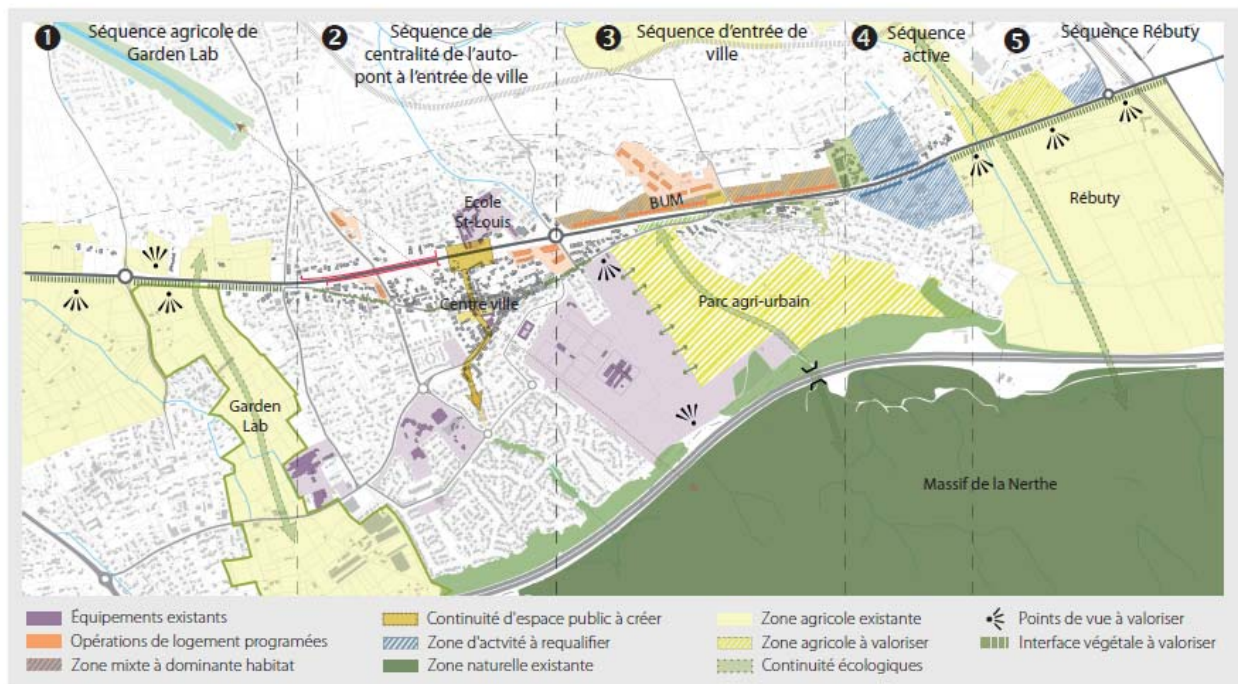 1 Séquence agricole de
Garden Lab
2 Séquence de
centralité de l'auto-
pont à l'entrée de ville
3 Séquence d'entrée de
ville
4 Séquence
active
5 Séquence Rébuty
Ecole
St-Louis
BUM
Rébuty
Centre ville
Parc agri-urbain
Garden
Lab
Massif de la Nerthe
Équipements existants
Opérations de logement programées
Zone mixte à dominante habitat
Continuité d'espace public à créer
Zone d'actvité à requalifier
Zone naturelle existante
Zone agricole existante
Zone agricole à valoriser
Continuité écologiques
Points de vue à valoriser
Interface végétale à valoriser